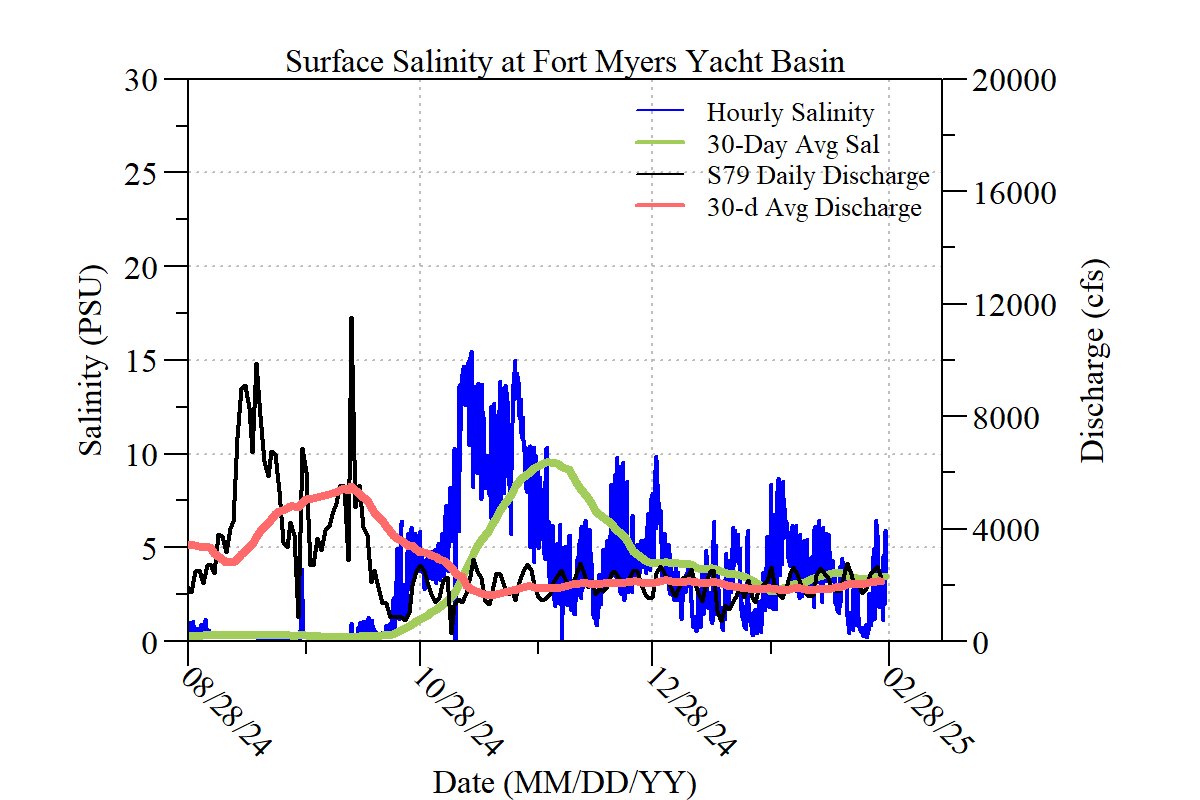 Surface Salinity at Fort Myers Yacht Basin
30
25
20
15
10
5
0
Salinity (PSU)
Hourly Salinity
30-Day Avg Sal
S79 Daily Discharge
30-d Avg Discharge
20000
16000
12000
8000
4000
0
Discharge (cfs)
08/28/24
10/28/24
12/28/24
02/28/25
Date (MM/DD/YY)